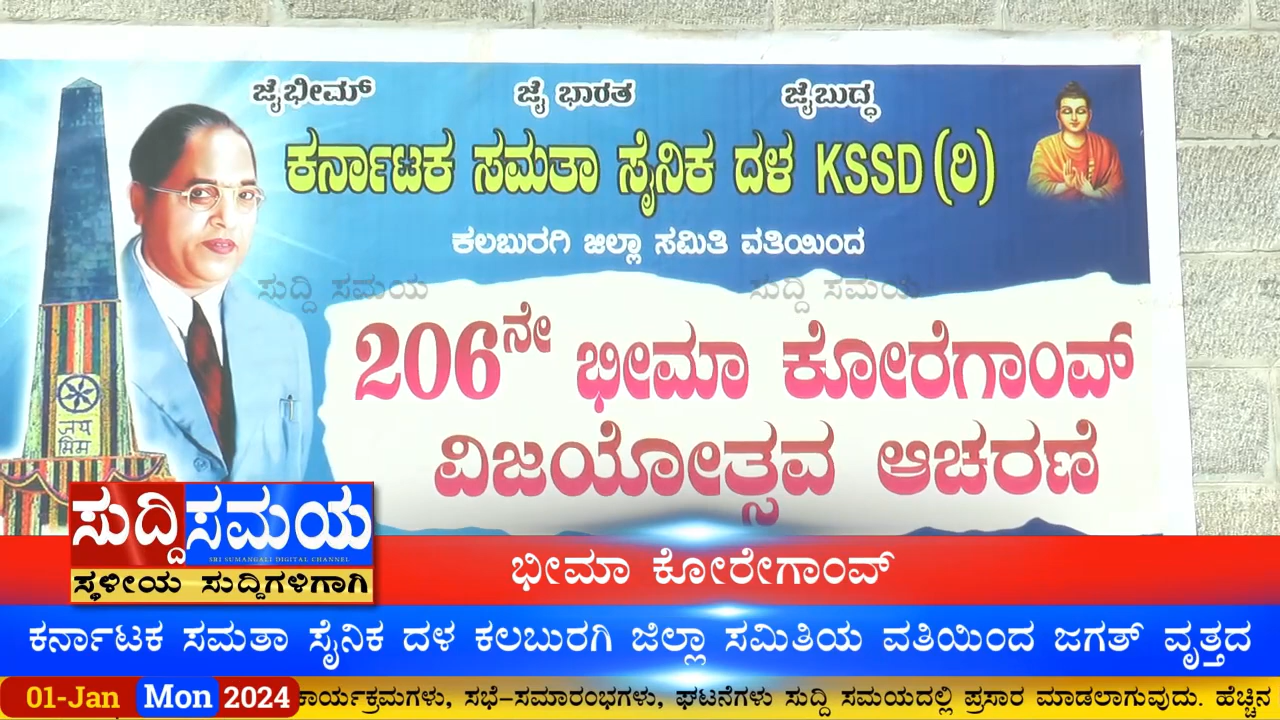 ಜೈಭೀಮ್ ಜೈ ಭಾರತ ಜೈಬುದ್ಧ
ಕರ್ನಾಟಕ ಸಮತಾ ಸೈನಿಕ ದಳ KSSD (ರಿ)
ಕಲಬುರಗಿ ಜಿಲ್ಲಾ ಸಮಿತಿ ವತಿಯಿಂದ
ಸುದ್ದಿ ಸಮಯ ಸುದ್ದಿ ಸಮಯ
206ನೇ ಭೀಮಾ ಕೋರೆಗಾಂವ್
ವಿಜಯೋತ್ಸವ ಆಚರಣೆ
जय
भिम
ಸುದ್ದಿ ಸಮಯ
SRI SUMANGALI DIGITAL CHANNEL
ಸ್ಥಳೀಯ ಸುದ್ದಿಗಳಿಗಾಗಿ
ಭೀಮಾ ಕೋರೇಗಾಂವ್
ಕರ್ನಾಟಕ ಸಮತಾ ಸೈನಿಕ ದಳ ಕಲಬುರಗಿ ಜಿಲ್ಲಾ ಸಮಿತಿಯ ವತಿಯಿಂದ ಜಗತ್ ವೃತ್ತದ
01-Jan Mon 2024 ಕಾರ್ಯಕ್ರಮಗಳು, ಸಭೆ-ಸಮಾರಂಭಗಳು, ಘಟನೆಗಳು ಸುದ್ದಿ ಸಮಯದಲ್ಲಿ ಪ್ರಸಾರ ಮಾಡಲಾಗುವುದು. ಹೆಚ್ಚಿನ